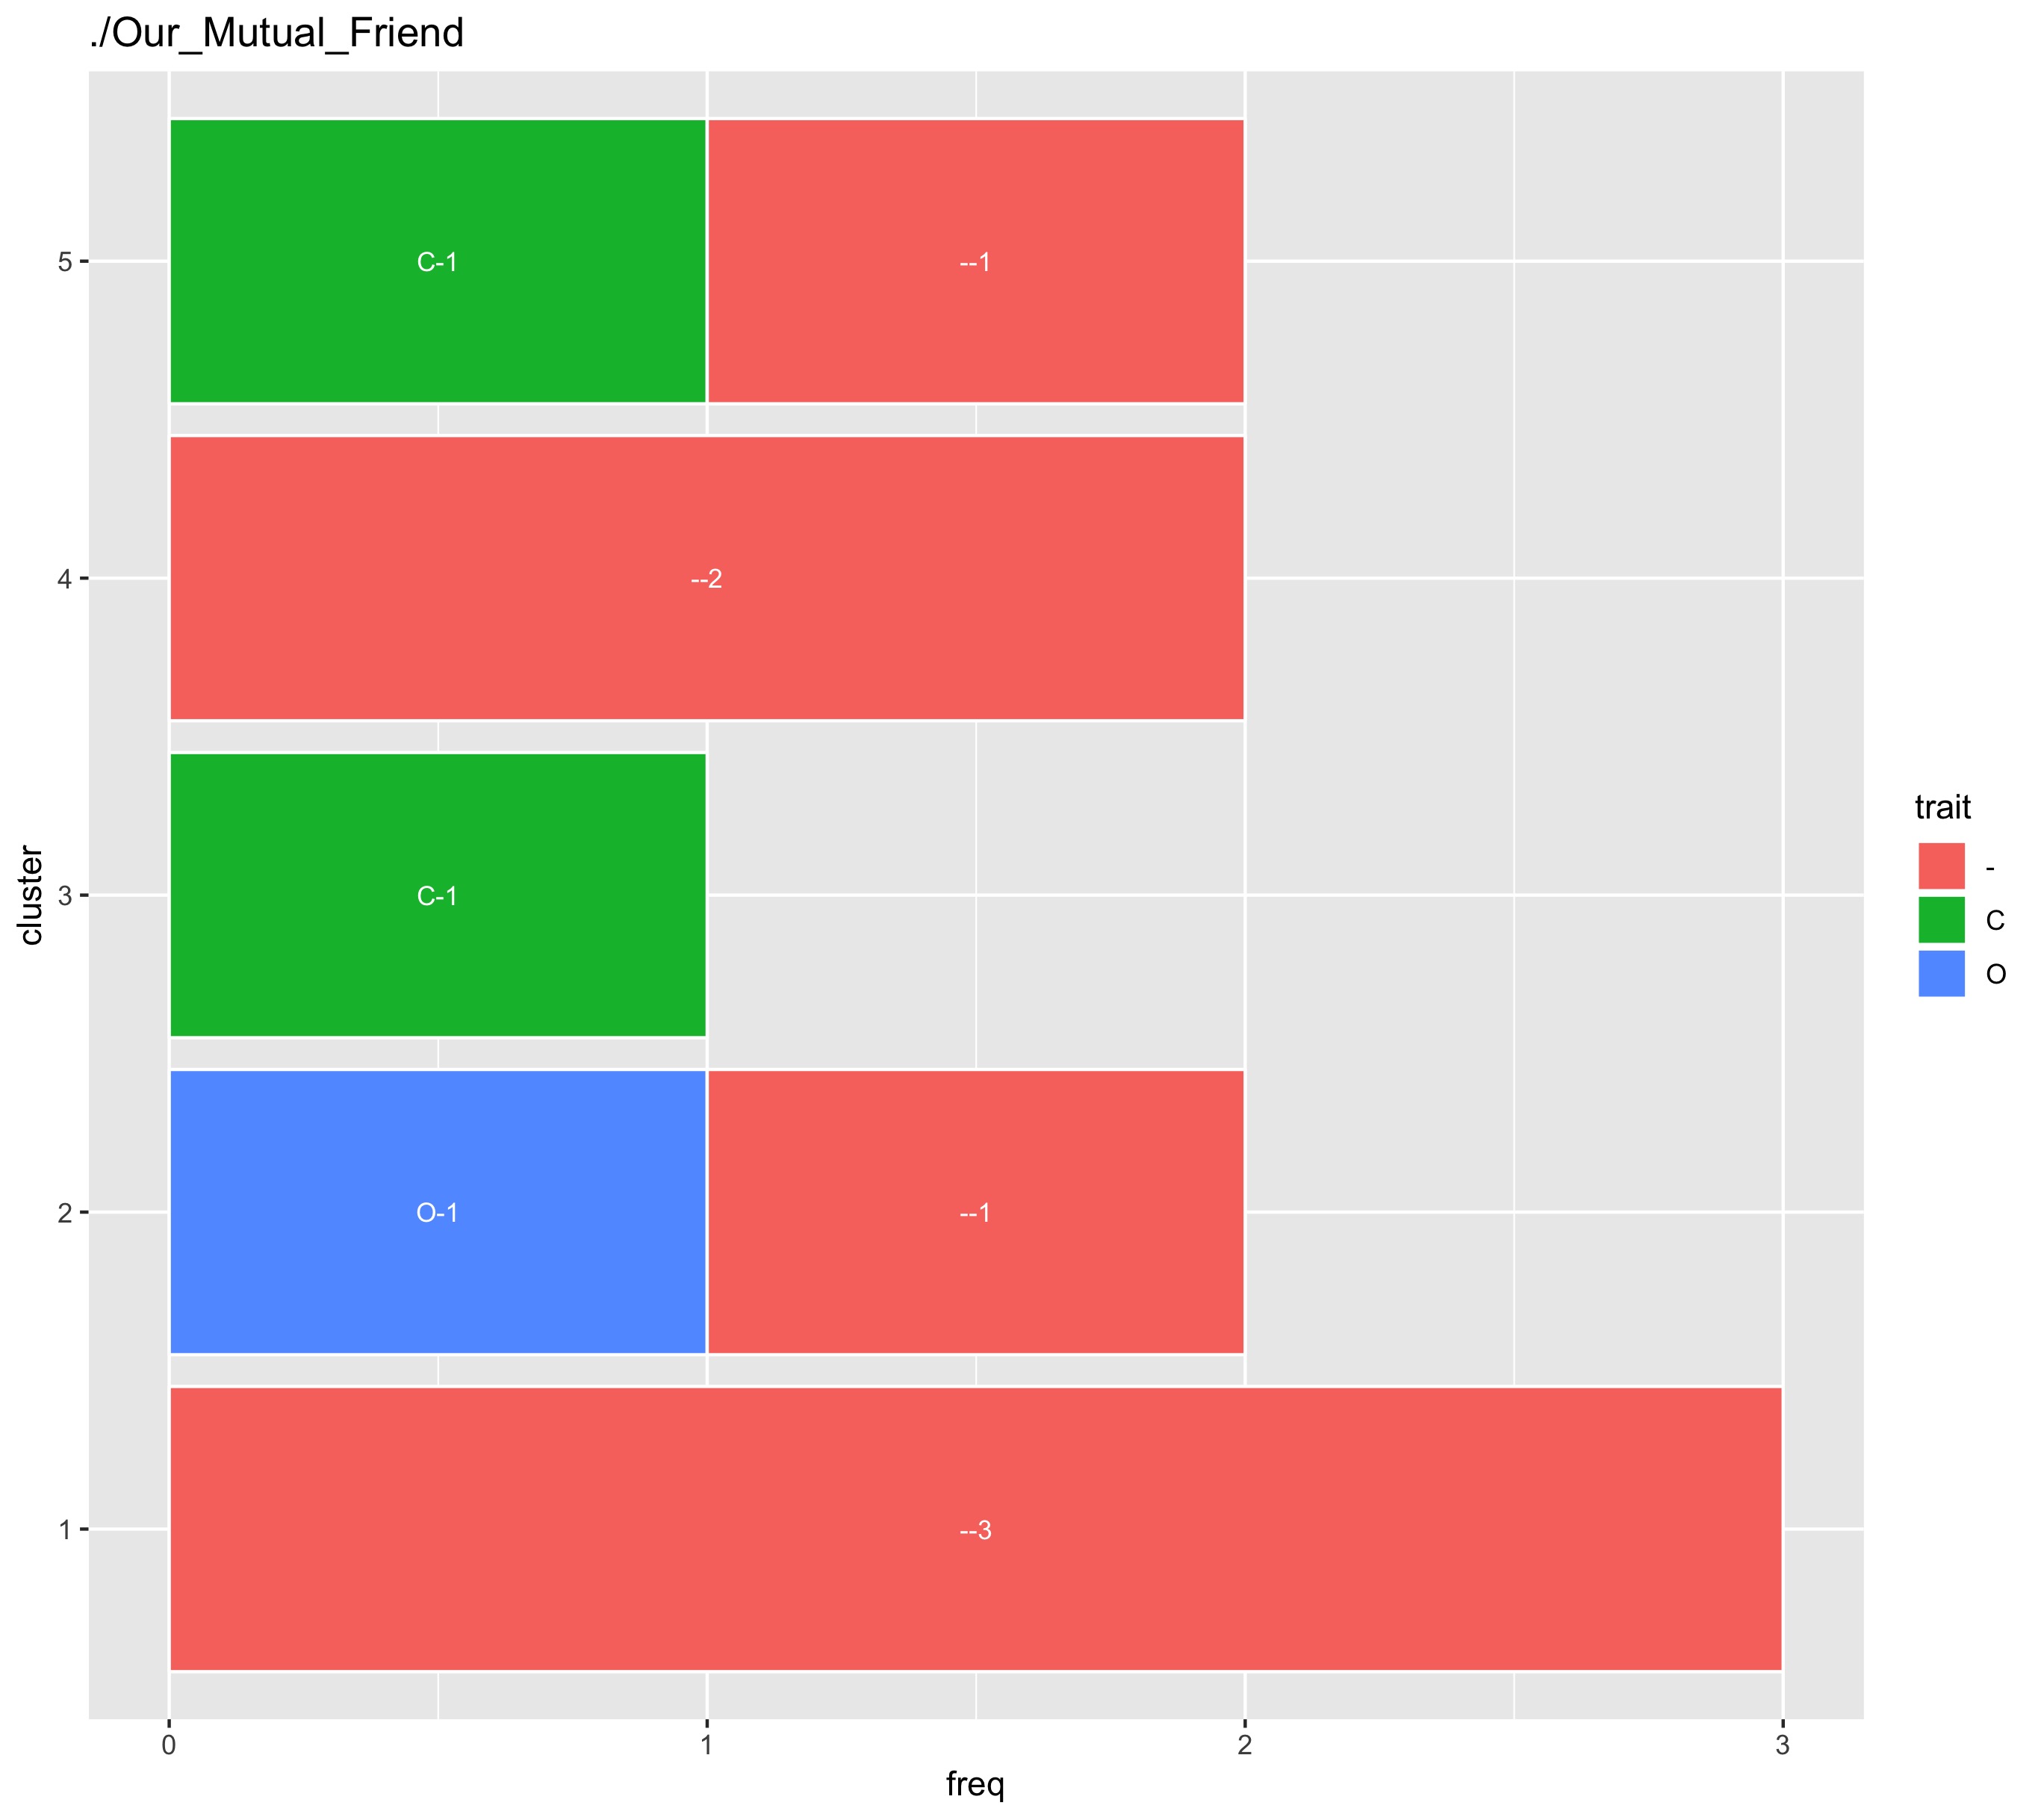 ./Our_Mutual_Friend
5
C-1
--1
4
--2
3
C-1
2
O-1
--1
1
--3
0
1
2
3
freq
cluster
trait
-
C
O